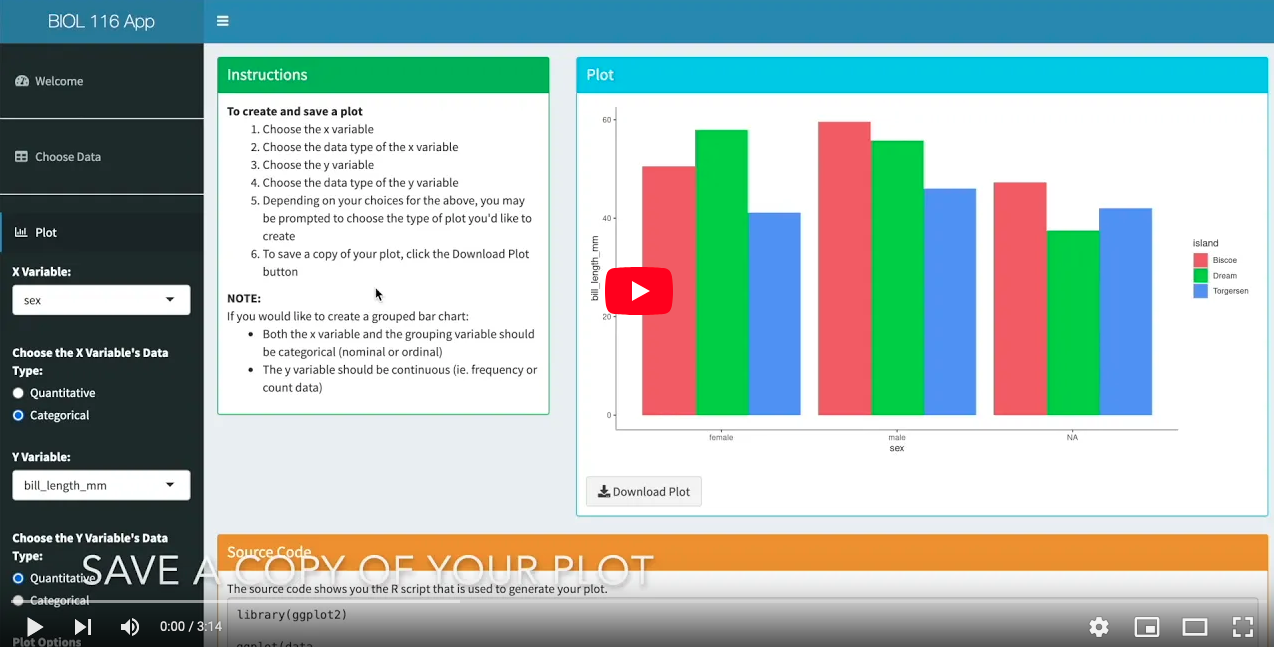 BIOL 116 App
Welcome
Choose Data
Plot
X Variable:
sex
Choose the X Variable's Data
Type:
Quantitative
Categorical
Y Variable:
bill_length_mm
Choose the Y Variable's Data
Type:
Quantitative
Categorical
Plot Options
Instructions
To create and save a plot
1. Choose the x variable
2. Choose the data type of the x variable
3. Choose the y variable
4. Choose the data type of the y variable
5. Depending on your choices for the above, you may
be prompted to choose the type of plot you'd like to
create
6. To save a copy of your plot, click the Download Plot
button
NOTE:
If you would like to create a grouped bar chart:
• Both the x variable and the grouping variable should
be categorical (nominal or ordinal)
• The y variable should be continuous (ie. frequency or
count data)
Plot
60
40
20
0
bill_length_mm
female
male
NA
sex
island
Biscoe
Dream
Torgersen
Download Plot
Source Code
SAVE A COPY OF YOUR PLOT
The source code shows you the R script that is used to generate your plot.
library(ggplot2)
ggplot(data
0:00 / 3:14